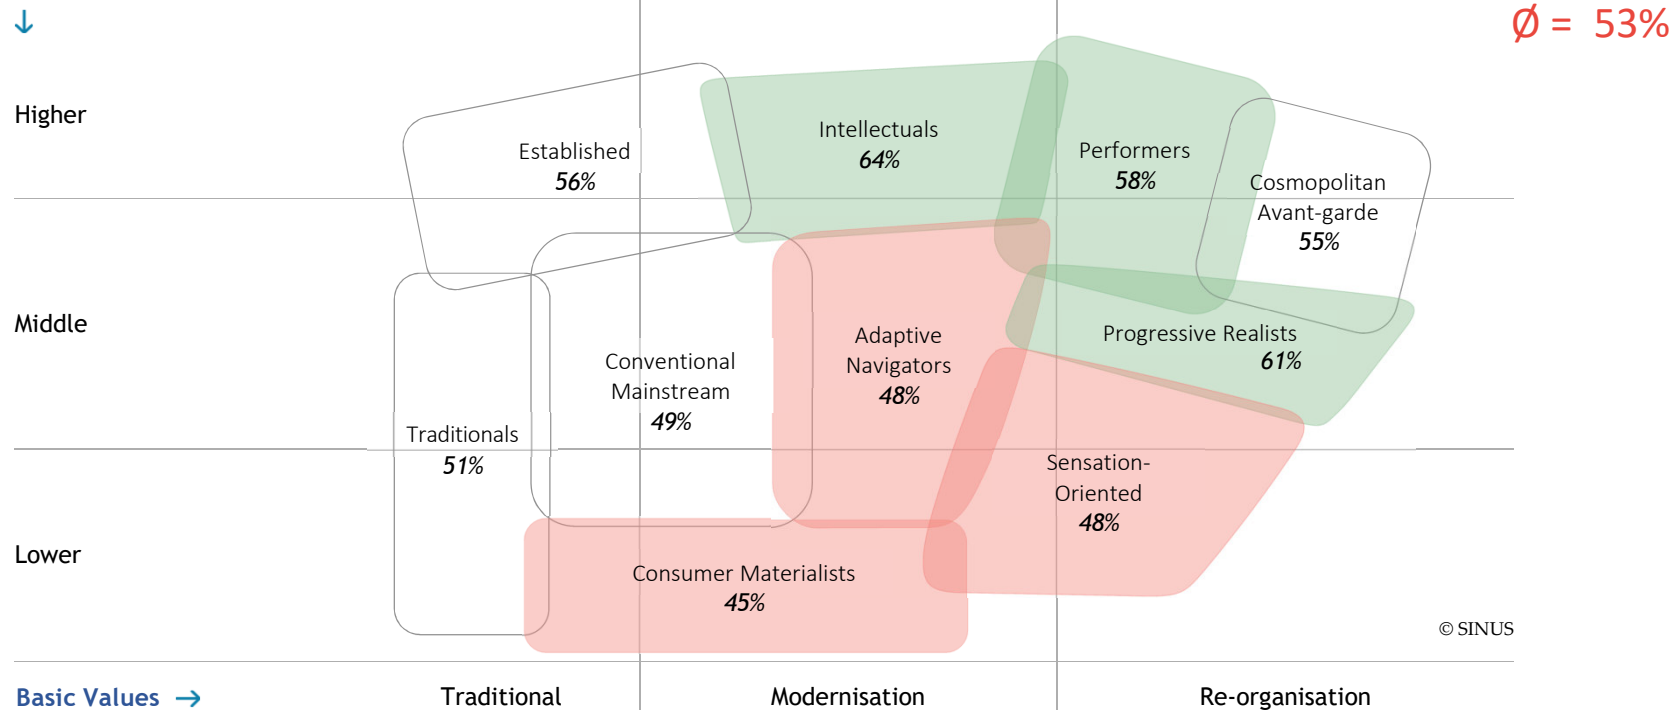 ↓
Ø = 53%
Higher
Established
56%
Intellectuals
64%
Performers
58%
Cosmopolitan
Avant-garde
55%
Middle
Conventional
Mainstream
49%
Adaptive
Navigators
48%
Progressive Realists
61%
Traditionals
51%
Sensation-
Oriented
48%
Lower
Consumer Materialists
45%
© SINUS
Basic Values →
Traditional
Modernisation
Re-organisation